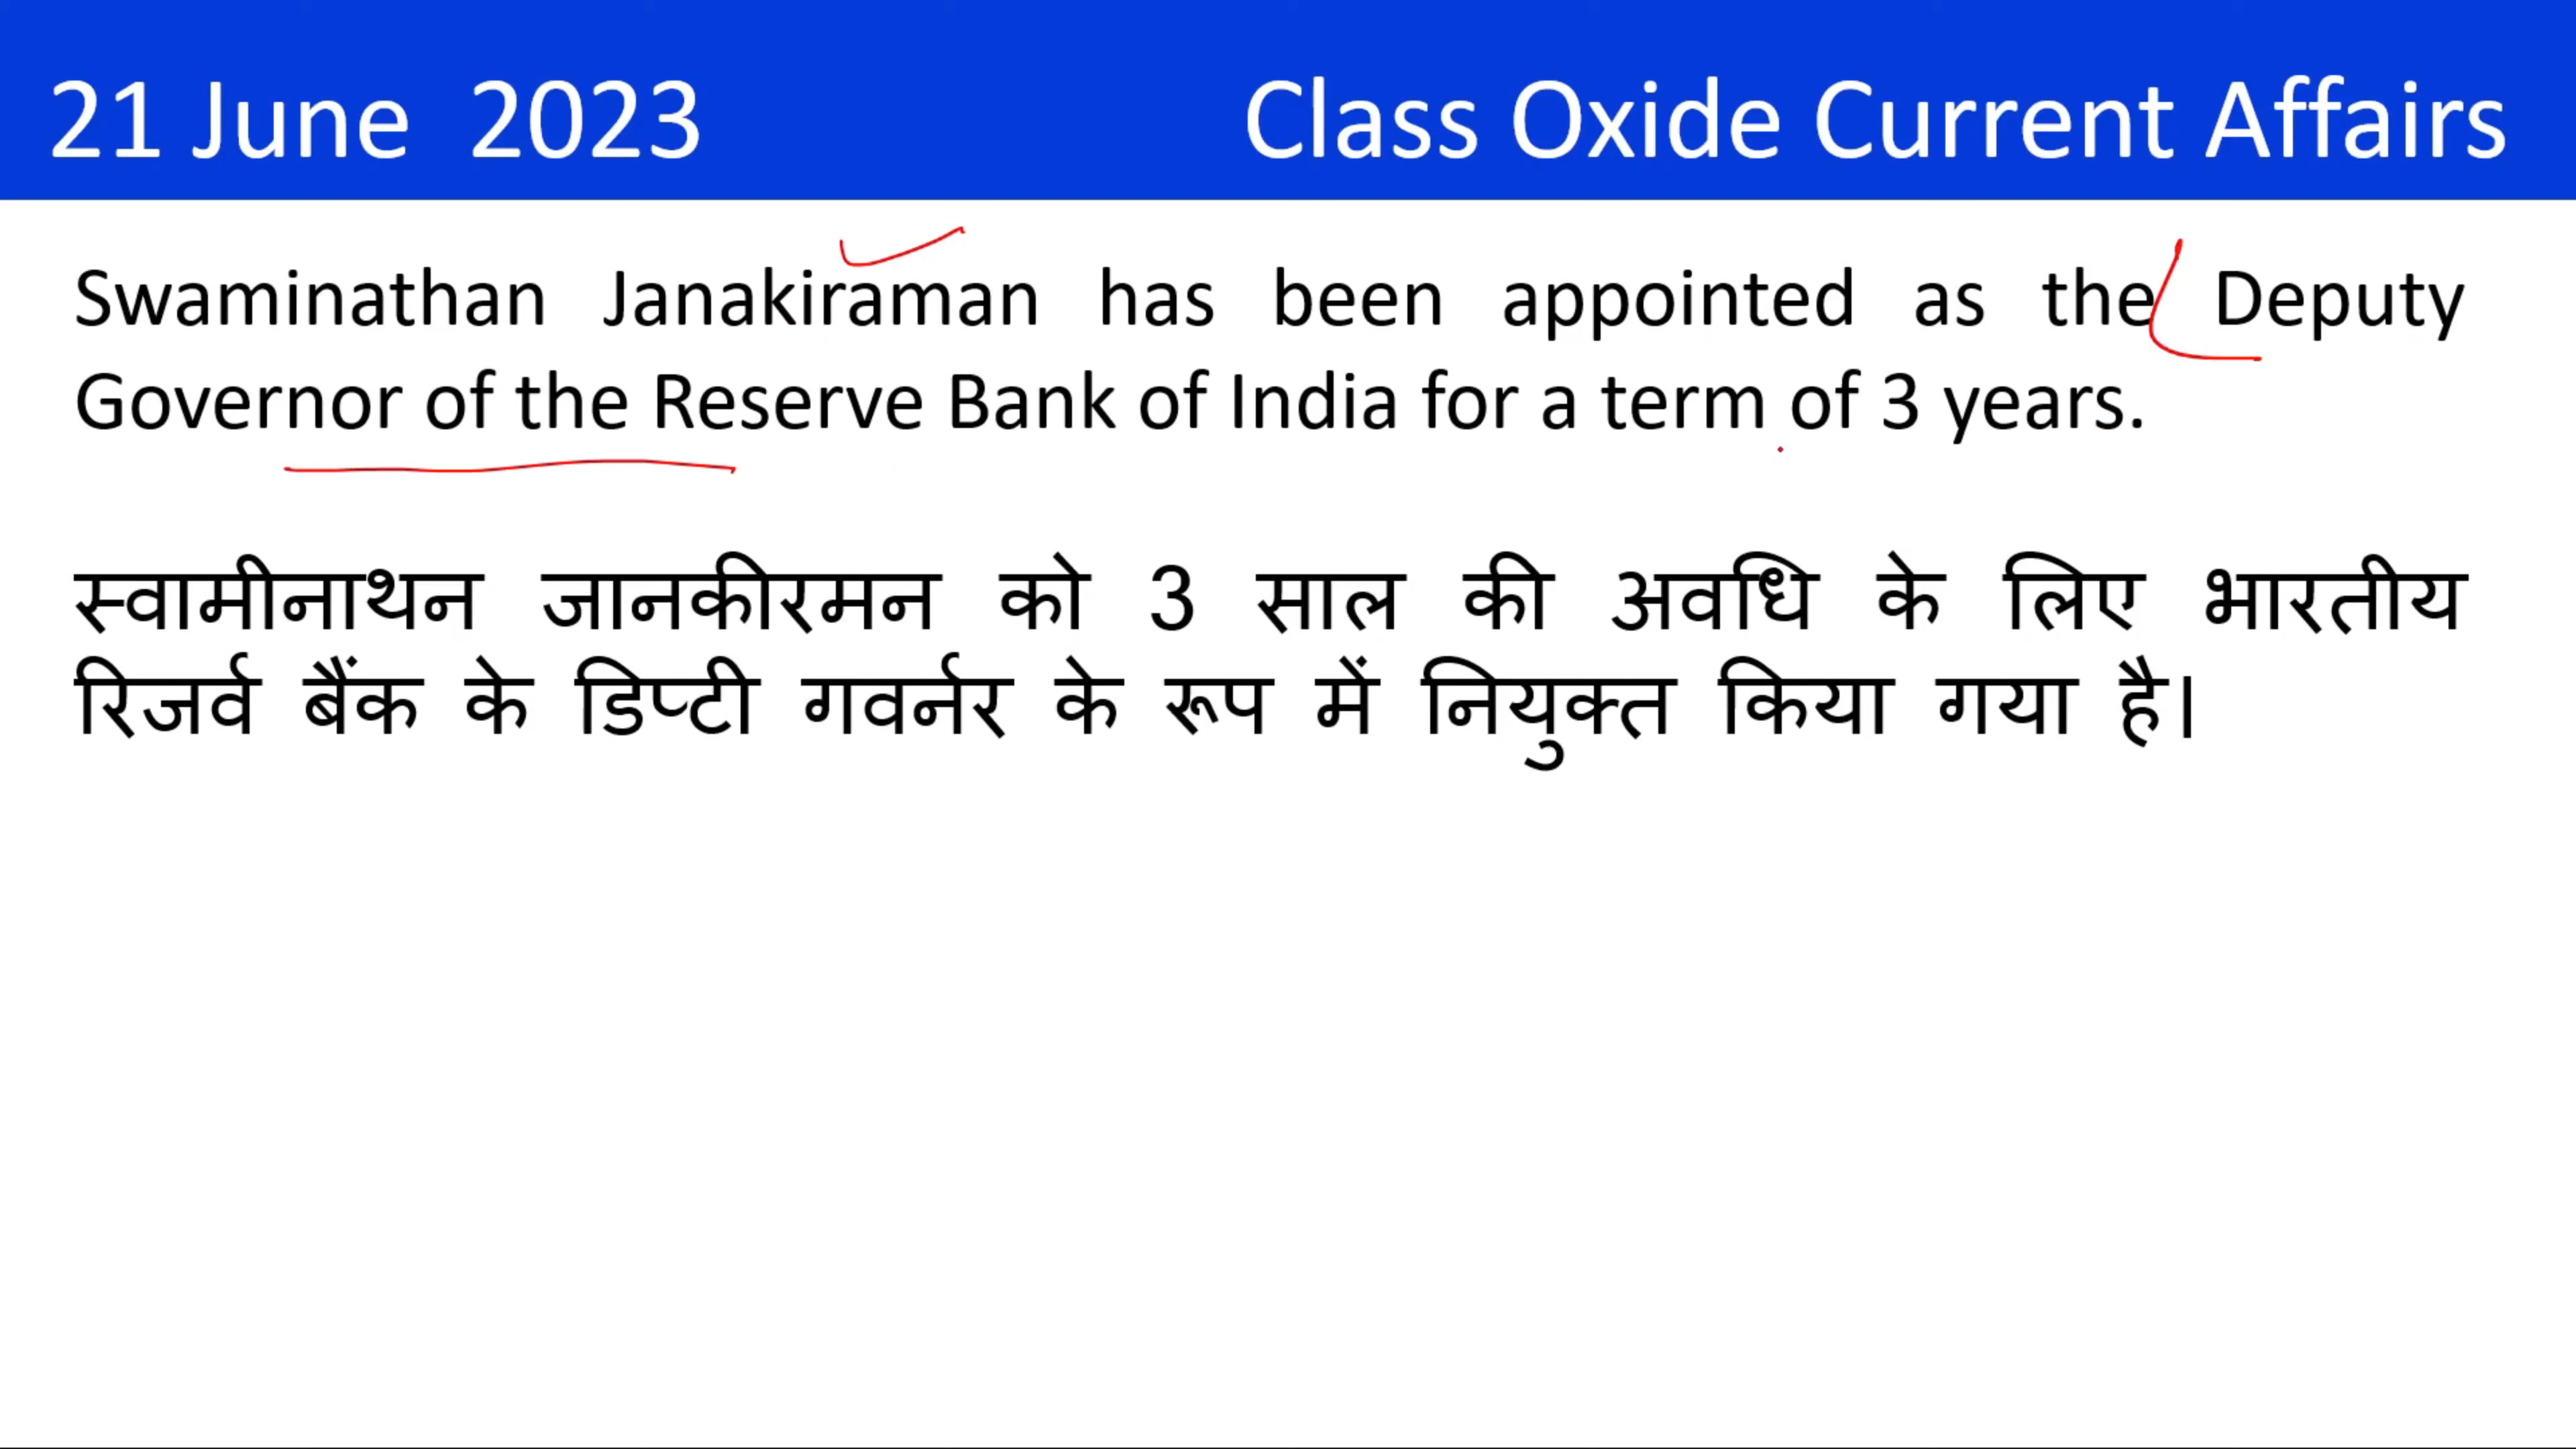 21 June 2023
Class Oxide Current Affairs
Swaminathan Janakiraman has been appointed as the Deputy
Governor of the Reserve Bank of India for a term of 3 years.
स्वामीनाथन जानकीरमन को 3 साल की अवधि के लिए भारतीय
रिजर्व बैंक के डिप्टी गवर्नर के रूप में नियुक्त किया गया है।